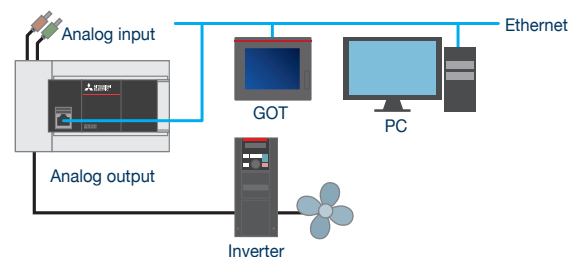 Analog input
Ethernet
GOT
PC
Analog output
Inverter